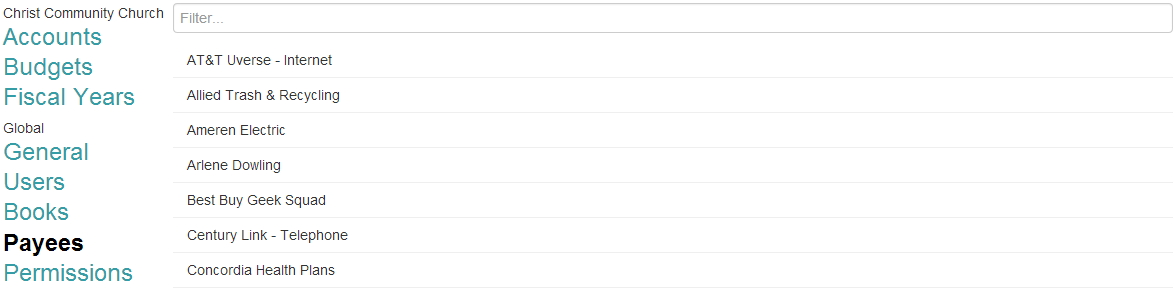 Christ Community Church
Accounts
Budgets
Fiscal Years
Global
General
Users
Books
Payees
Permissions
Filter...
AT&T Uverse - Internet
Allied Trash & Recycling
Ameren Electric
Arlene Dowling
Best Buy Geek Squad
Century Link - Telephone
Concordia Health Plans